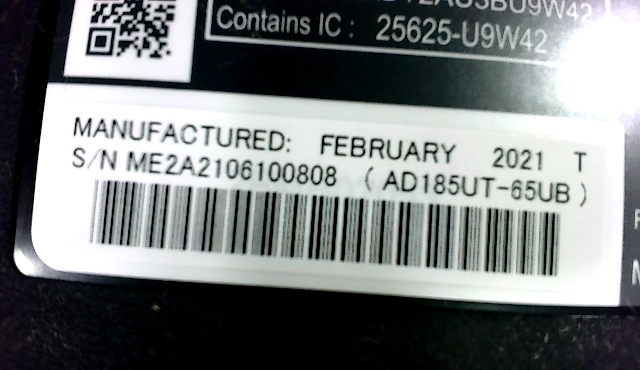 Contains IC : 25625-U9W42
MANUFACTURED: FEBRUARY 2021 T
S/N ME2A2106100808 ( AD185UT-65UB )